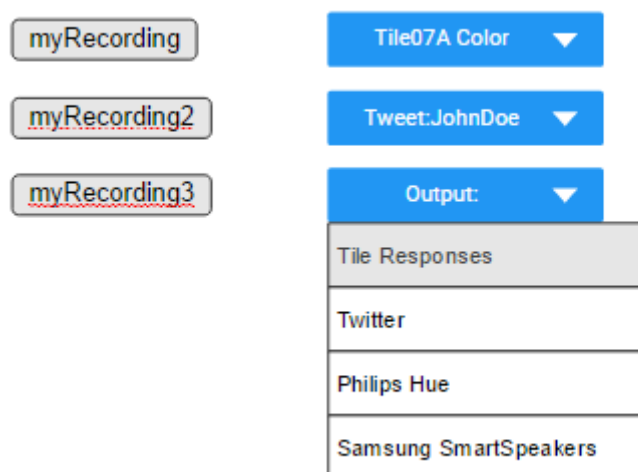 myRecording Tile07A Color
myRecording2 Tweet:JohnDoe
myRecording3 Output:
Tile Responses
Twitter
Philips Hue
Samsung SmartSpeakers